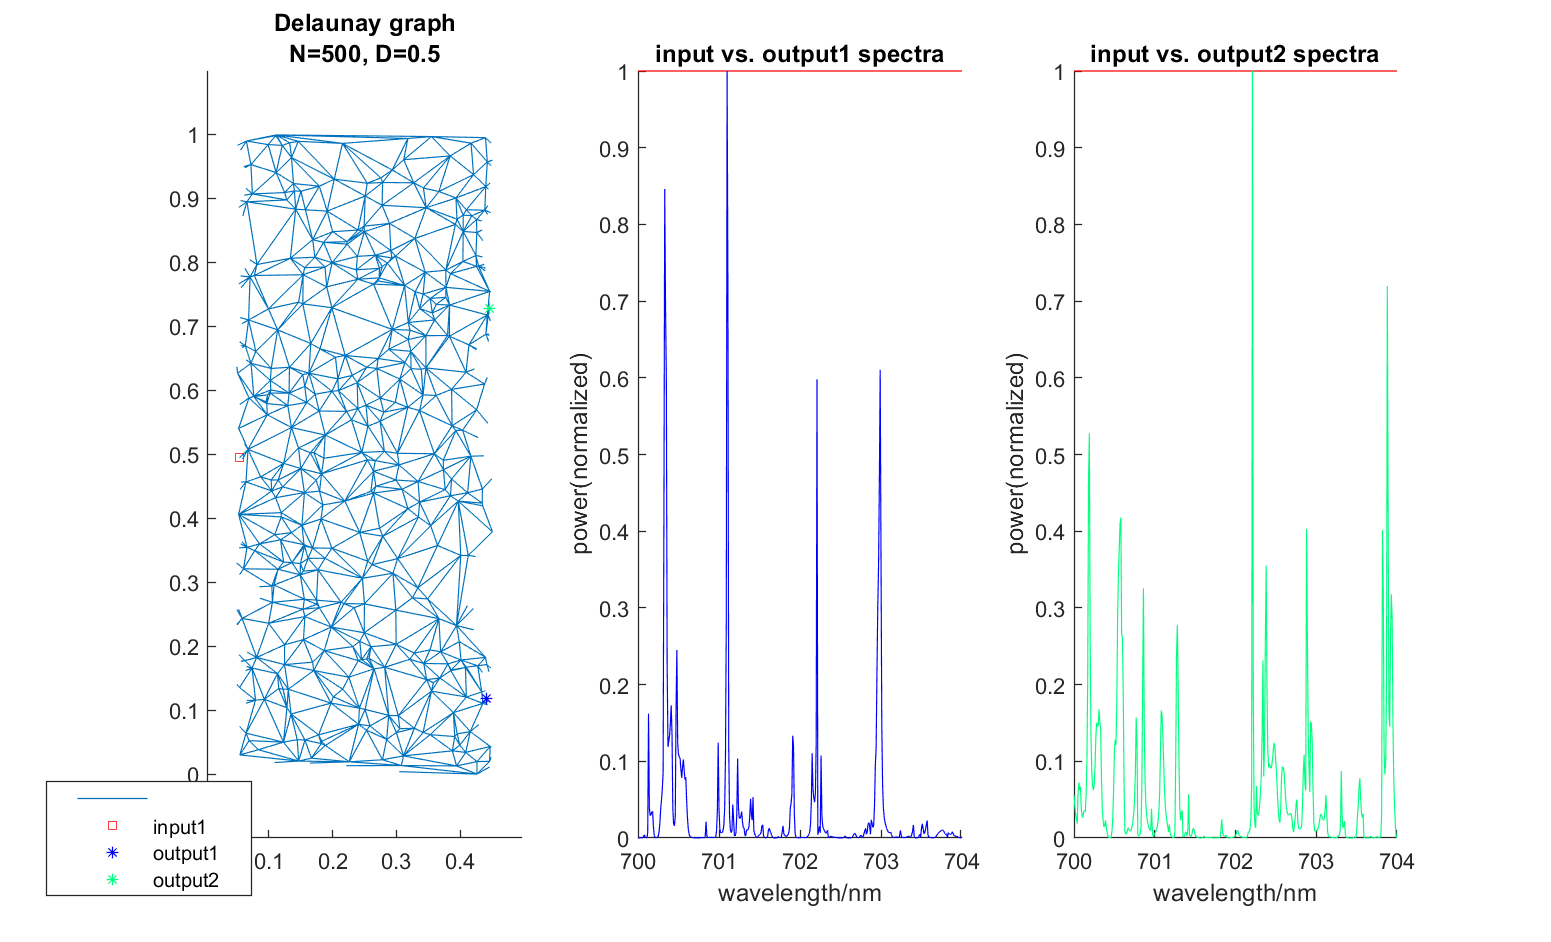 Delaunay graph
N=500, D=0.5
1
0.9
0.8
0.7
0.6
0.5
0.4
0.3
0.2
0.1
0
0.1 0.2 0.3 0.4
input1
output1
output2
input vs. output1 spectra
power(normalized)
1
0.9
0.8
0.7
0.6
0.5
0.4
0.3
0.2
0.1
0
700 701 702 703 704
wavelength/nm
input vs. output2 spectra
power(normalized)
1
0.9
0.8
0.7
0.6
0.5
0.4
0.3
0.2
0.1
0
700 701 702 703 704
wavelength/nm